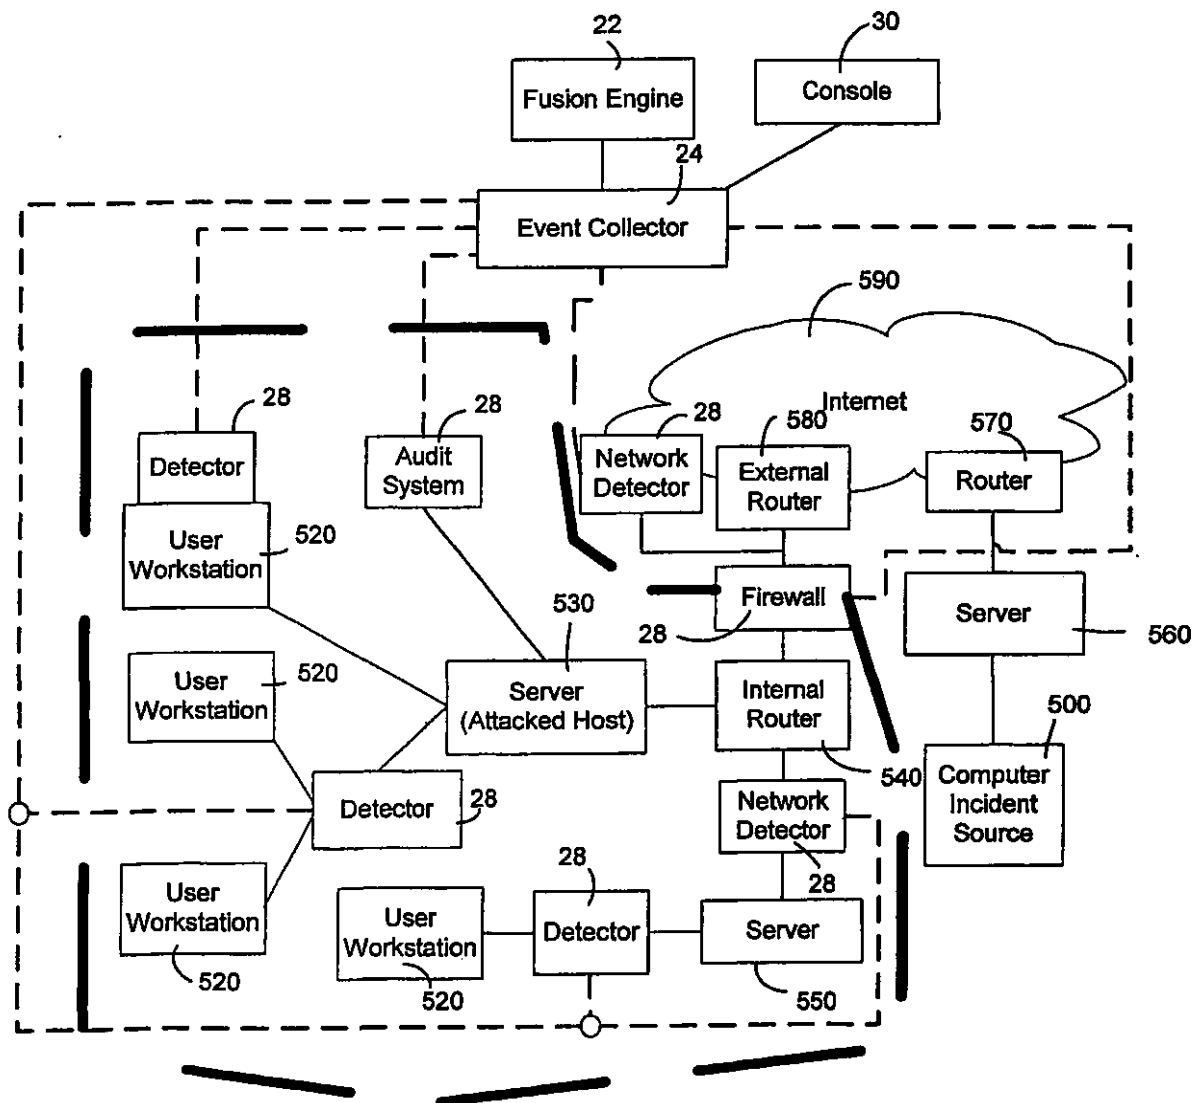 22
30
Fusion Engine
Console
24
Event Collector
590
Internet
28
28
28
580
570
Detector
Audit
System
Network
Detector
External
Router
Router
520
User
Workstation
Firewall
28
Server
560
530
520
User
Workstation
Server
(Attacked Host)
Internal
Router
540
500
Computer
Incident
Source
Detector
28
Network
Detector
28
28
User
Workstation
520
User
Workstation
520
Detector
Server
550